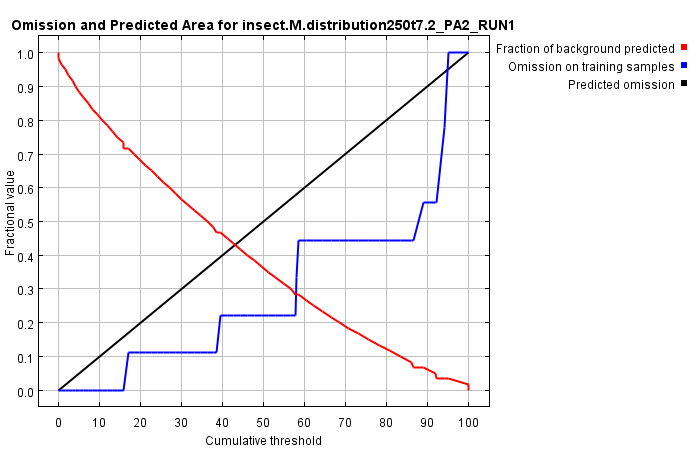 Omission and Predicted Area for insect.M.distribution250t7.2_PA2_RUN1
Fraction of background predicted
Omission on training samples
Predicted omission
Fractional value
1.0
0.9
0.8
0.7
0.6
0.5
0.4
0.3
0.2
0.1
0.0
0 10 20 30 40 50 60 70 80 90 100
Cumulative threshold